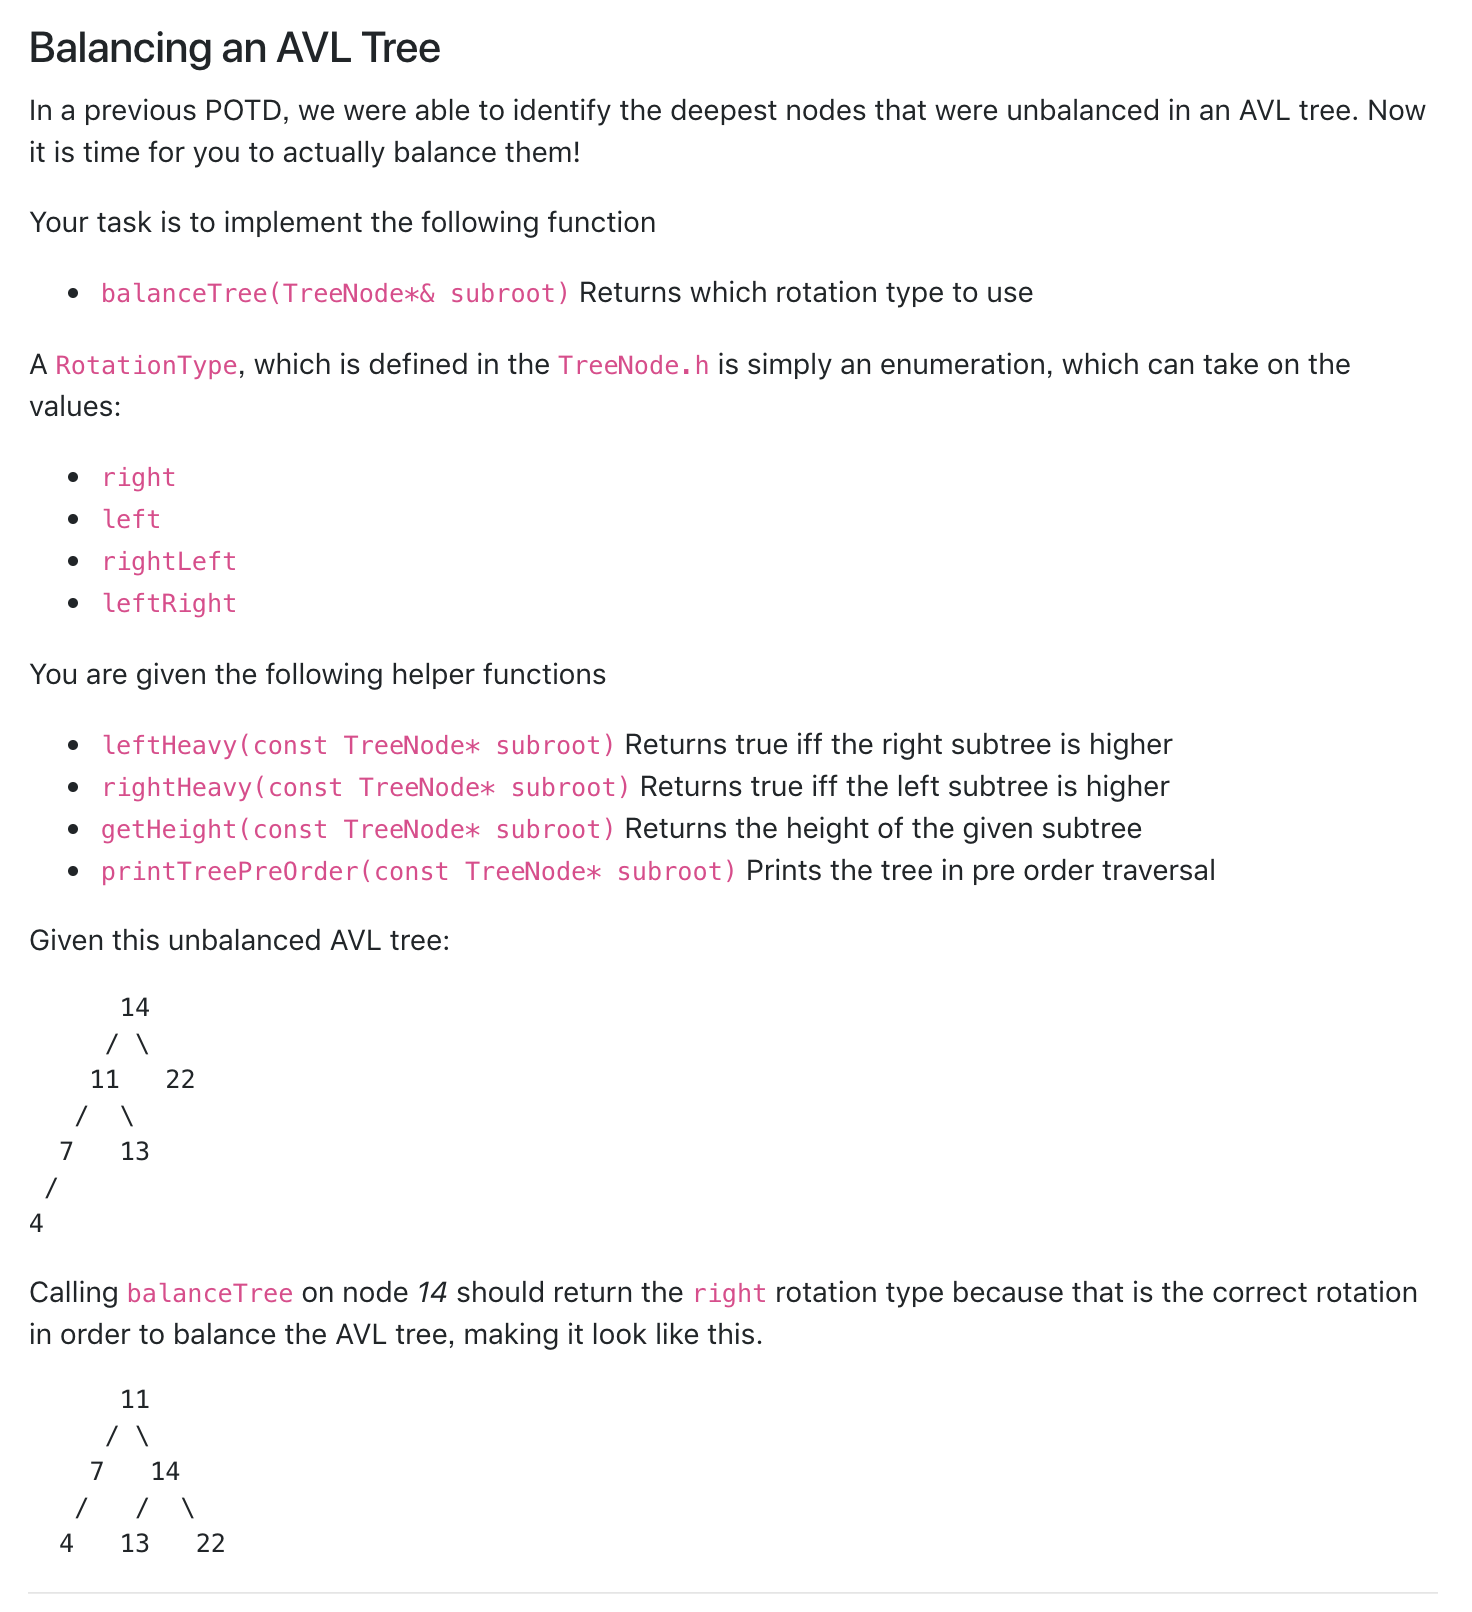 Balancing an AVL Tree
In a previous POTD, we were able to identify the deepest nodes that were unbalanced in an AVL tree. Now
it is time for you to actually balance them!
Your task is to implement the following function
• balanceTree(TreeNode*& subroot) Returns which rotation type to use
A RotationType, which is defined in the TreeNode.h is simply an enumeration, which can take on the
values:
• right
• left
• rightLeft
• leftRight
You are given the following helper functions
• leftHeavy(const TreeNode* subroot) Returns true iff the right subtree is higher
• rightHeavy(const TreeNode* subroot) Returns true iff the left subtree is higher
• getHeight(const TreeNode* subroot) Returns the height of the given subtree
• printTreePreOrder(const TreeNode* subroot) Prints the tree in pre order traversal
Given this unbalanced AVL tree:
      14
     / \
    11   22
   /  \
  7   13
 /
4
Calling balanceTree on node 14 should return the right rotation type because that is the correct rotation
in order to balance the AVL tree, making it look like this.
      11
     / \
    7   14
   /   /  \
  4   13   22